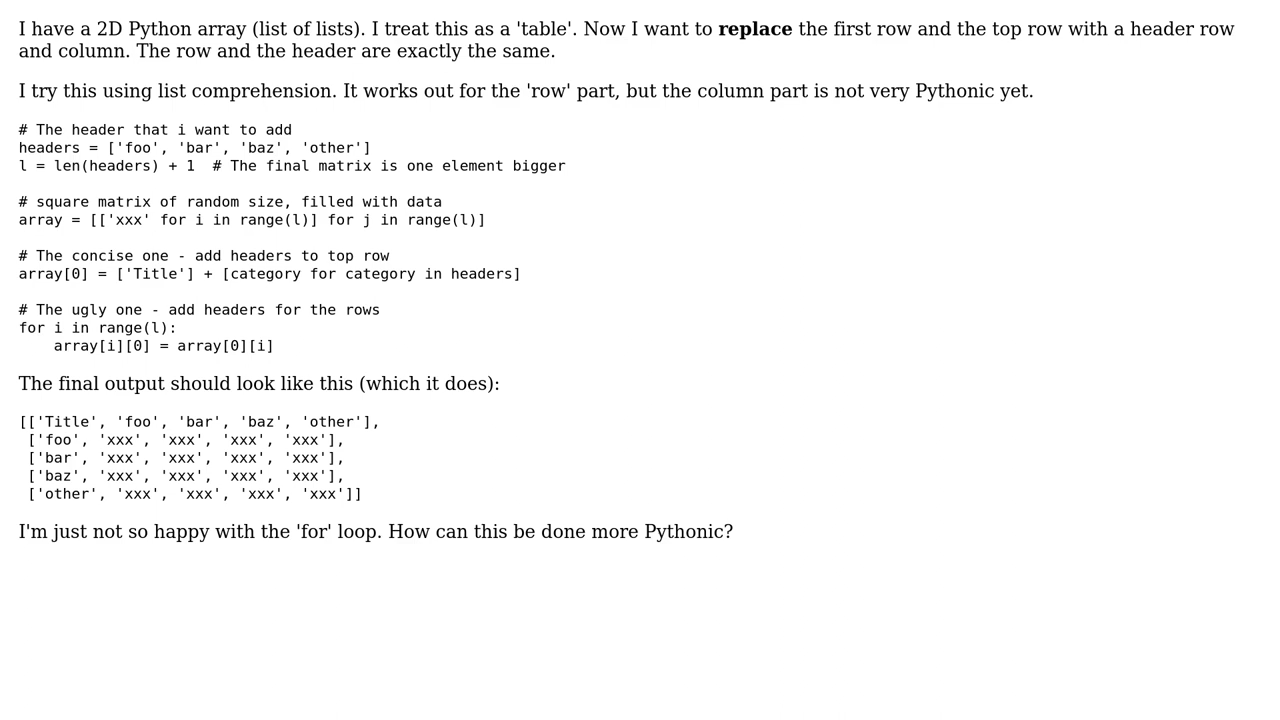 I have a 2D Python array (list of lists). I treat this as a 'table'. Now I want to replace the first row and the top row with a header row
and column. The row and the header are exactly the same.
I try this using list comprehension. It works out for the 'row' part, but the column part is not very Pythonic yet.
# The header that i want to add
headers = ['foo', 'bar', 'baz', 'other']
l = len(headers) + 1  # The final matrix is one element bigger
# square matrix of random size, filled with data
array = [['xxx' for i in range(l)] for j in range(l)]
# The concise one - add headers to top row
array[0] = ['Title'] + [category for category in headers]
# The ugly one - add headers for the rows
for i in range(l):
    array[i][0] = array[0][i]
The final output should look like this (which it does):
[['Title', 'foo', 'bar', 'baz', 'other'],
 ['foo', 'xxx', 'xxx', 'xxx', 'xxx'],
 ['bar', 'xxx', 'xxx', 'xxx', 'xxx'],
 ['baz', 'xxx', 'xxx', 'xxx', 'xxx'],
 ['other', 'xxx', 'xxx', 'xxx', 'xxx']]
I'm just not so happy with the 'for' loop. How can this be done more Pythonic?